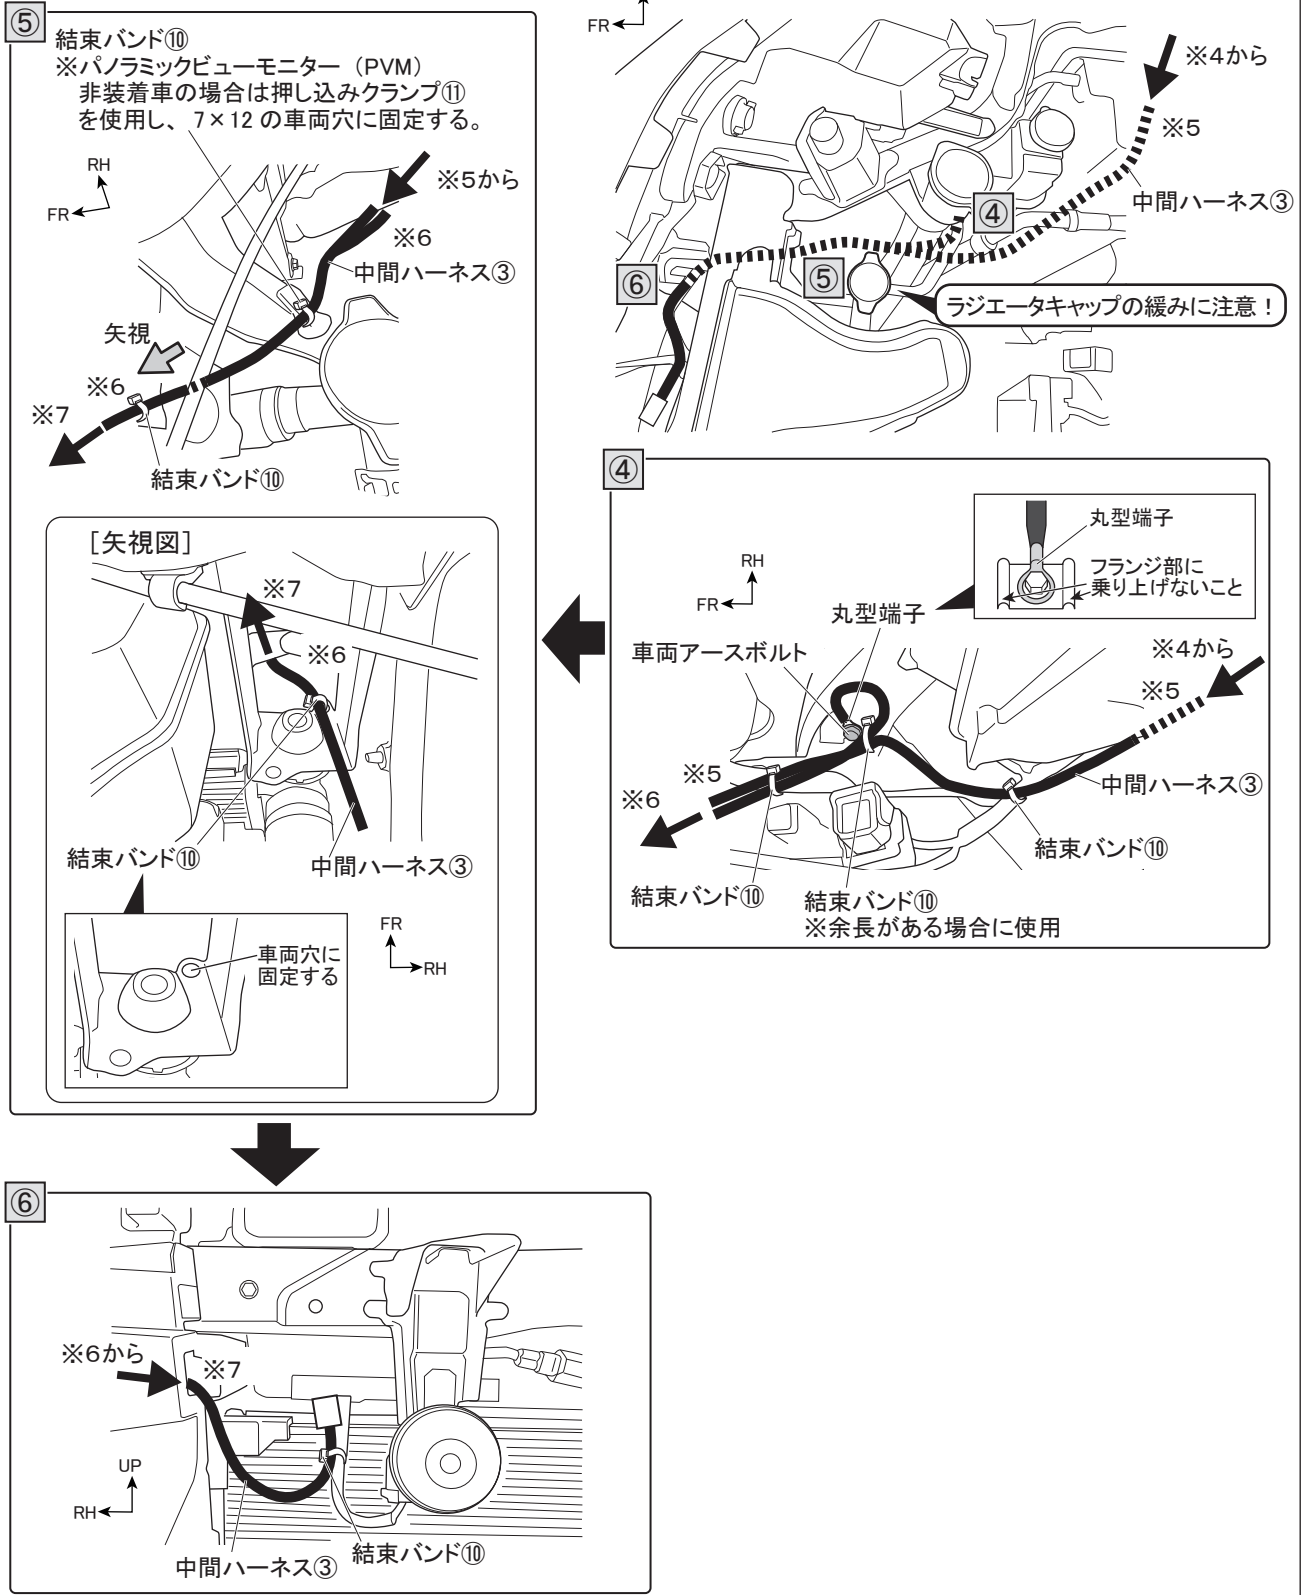 ⑤
結束バンド⑩
※パノラミックビューモニター（PVM）
非装着車の場合は押し込みクランプ⑪
を使用し、7×12の車両穴に固定する。
RH
FR
※5から
※6
中間ハーネス③
矢視
※6
※7
結束バンド⑩
［矢視図］
※7
※6
結束バンド⑩
中間ハーネス③
車両穴に
固定する
FR
RH
FR
※4から
※5
中間ハーネス③
④
⑤
⑥
ラジエータキャップの緩みに注意！
④
丸型端子
フランジ部に
乗り上げないこと
RH
FR
丸型端子
車両アースボルト
※4から
※5
※5
※6
中間ハーネス③
結束バンド⑩
結束バンド⑩
結束バンド⑩
※余長がある場合に使用
⑥
※6から
※7
UP
RH
中間ハーネス③
結束バンド⑩